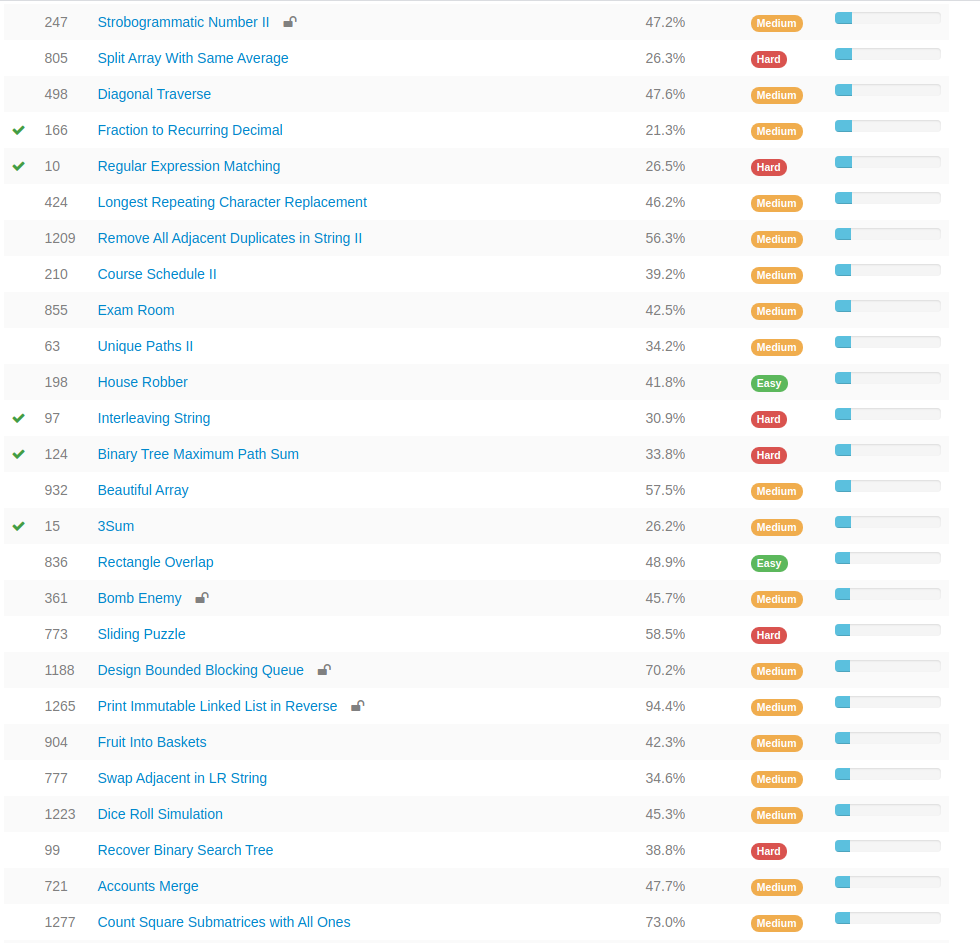 247 Strobogrammatic Number II 47.2% Medium
805 Split Array With Same Average 26.3% Hard
498 Diagonal Traverse 47.6% Medium
166 Fraction to Recurring Decimal 21.3% Medium
10 Regular Expression Matching 26.5% Hard
424 Longest Repeating Character Replacement 46.2% Medium
1209 Remove All Adjacent Duplicates in String II 56.3% Medium
210 Course Schedule II 39.2% Medium
855 Exam Room 42.5% Medium
63 Unique Paths II 34.2% Medium
198 House Robber 41.8% Easy
97 Interleaving String 30.9% Hard
124 Binary Tree Maximum Path Sum 33.8% Hard
932 Beautiful Array 57.5% Medium
15 3Sum 26.2% Medium
836 Rectangle Overlap 48.9% Easy
361 Bomb Enemy 45.7% Medium
773 Sliding Puzzle 58.5% Hard
1188 Design Bounded Blocking Queue 70.2% Medium
1265 Print Immutable Linked List in Reverse 94.4% Medium
904 Fruit Into Baskets 42.3% Medium
777 Swap Adjacent in LR String 34.6% Medium
1223 Dice Roll Simulation 45.3% Medium
99 Recover Binary Search Tree 38.8% Hard
721 Accounts Merge 47.7% Medium
1277 Count Square Submatrices with All Ones 73.0% Medium